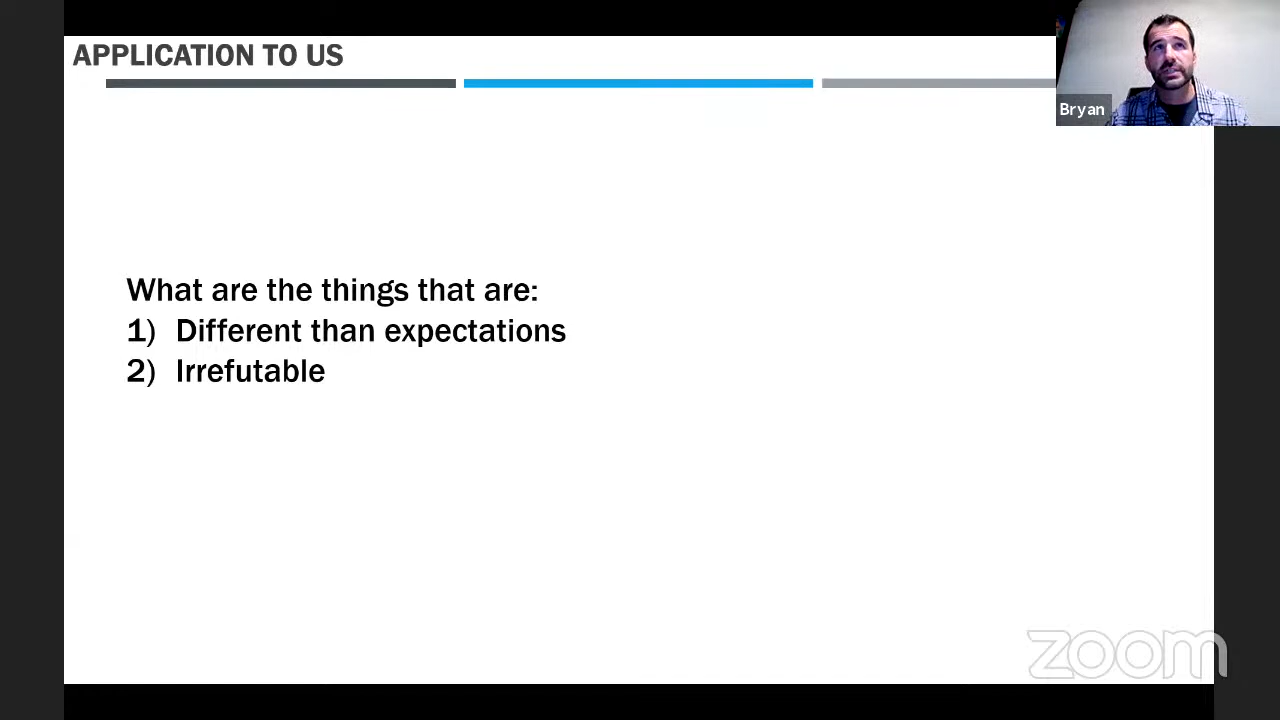 APPLICATION TO US
Bryan
What are the things that are:
1) Different than expectations
2) Irrefutable
zoom